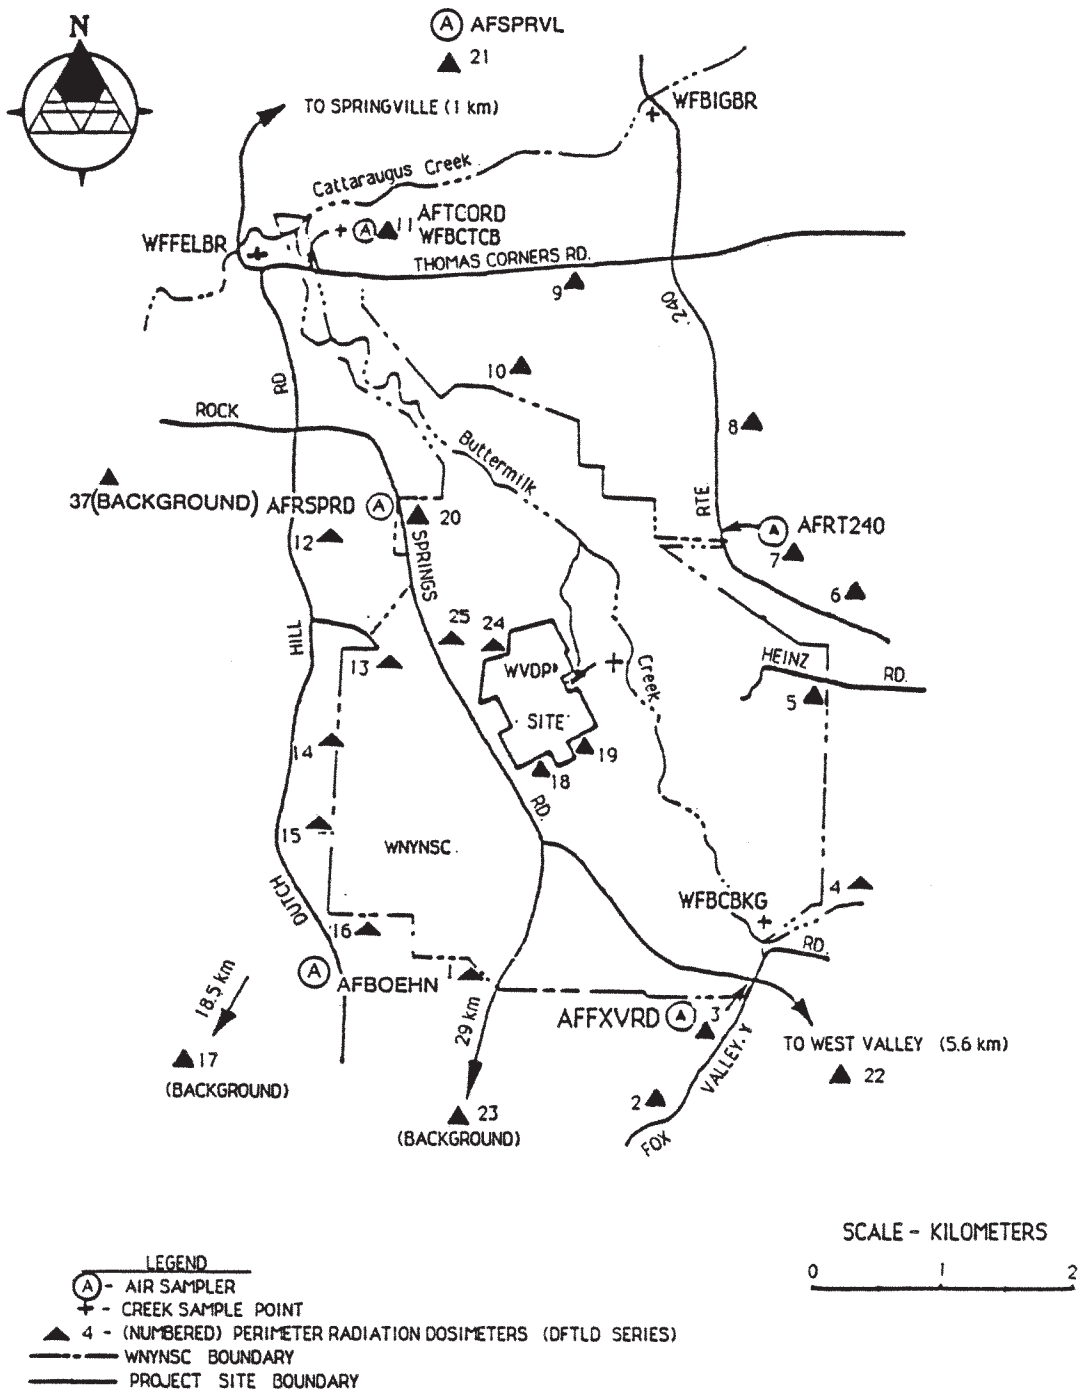 N
A AFSPRVL
21
TO SPRINGVILLE (1 km)
WFBIGBR
Cattaraugus Creek
WFFELBR
A 11 AFTCORD
WFBCTCB
THOMAS CORNERS RD.
9
240
10
RD
ROCK
8
Buttermilk
RTE.
37(BACKGROUND) AFRSPRD A
20
A AFRT240
12
7
SPRINGS
6
25
24
HILL
13
WVDP
Creek
HEINZ
RD.
5
SITE
14
19
18
RD.
15
WNYNSC.
DUTCH
WFBCBKG
4
16
RD.
A AFBOEHN
1
18.5 km
29 km
AFFXVRD A 3
17
(BACKGROUND)
VALLEY. Y
TO WEST VALLEY (5.6 km)
22
2
23
(BACKGROUND)
FOX
SCALE - KILOMETERS
0 1 2
LEGEND
A - AIR SAMPLER
+ - CREEK SAMPLE POINT
4 - (NUMBERED) PERIMETER RADIATION DOSIMETERS (DFTLD SERIES)
WNYNSC BOUNDARY
PROJECT SITE BOUNDARY